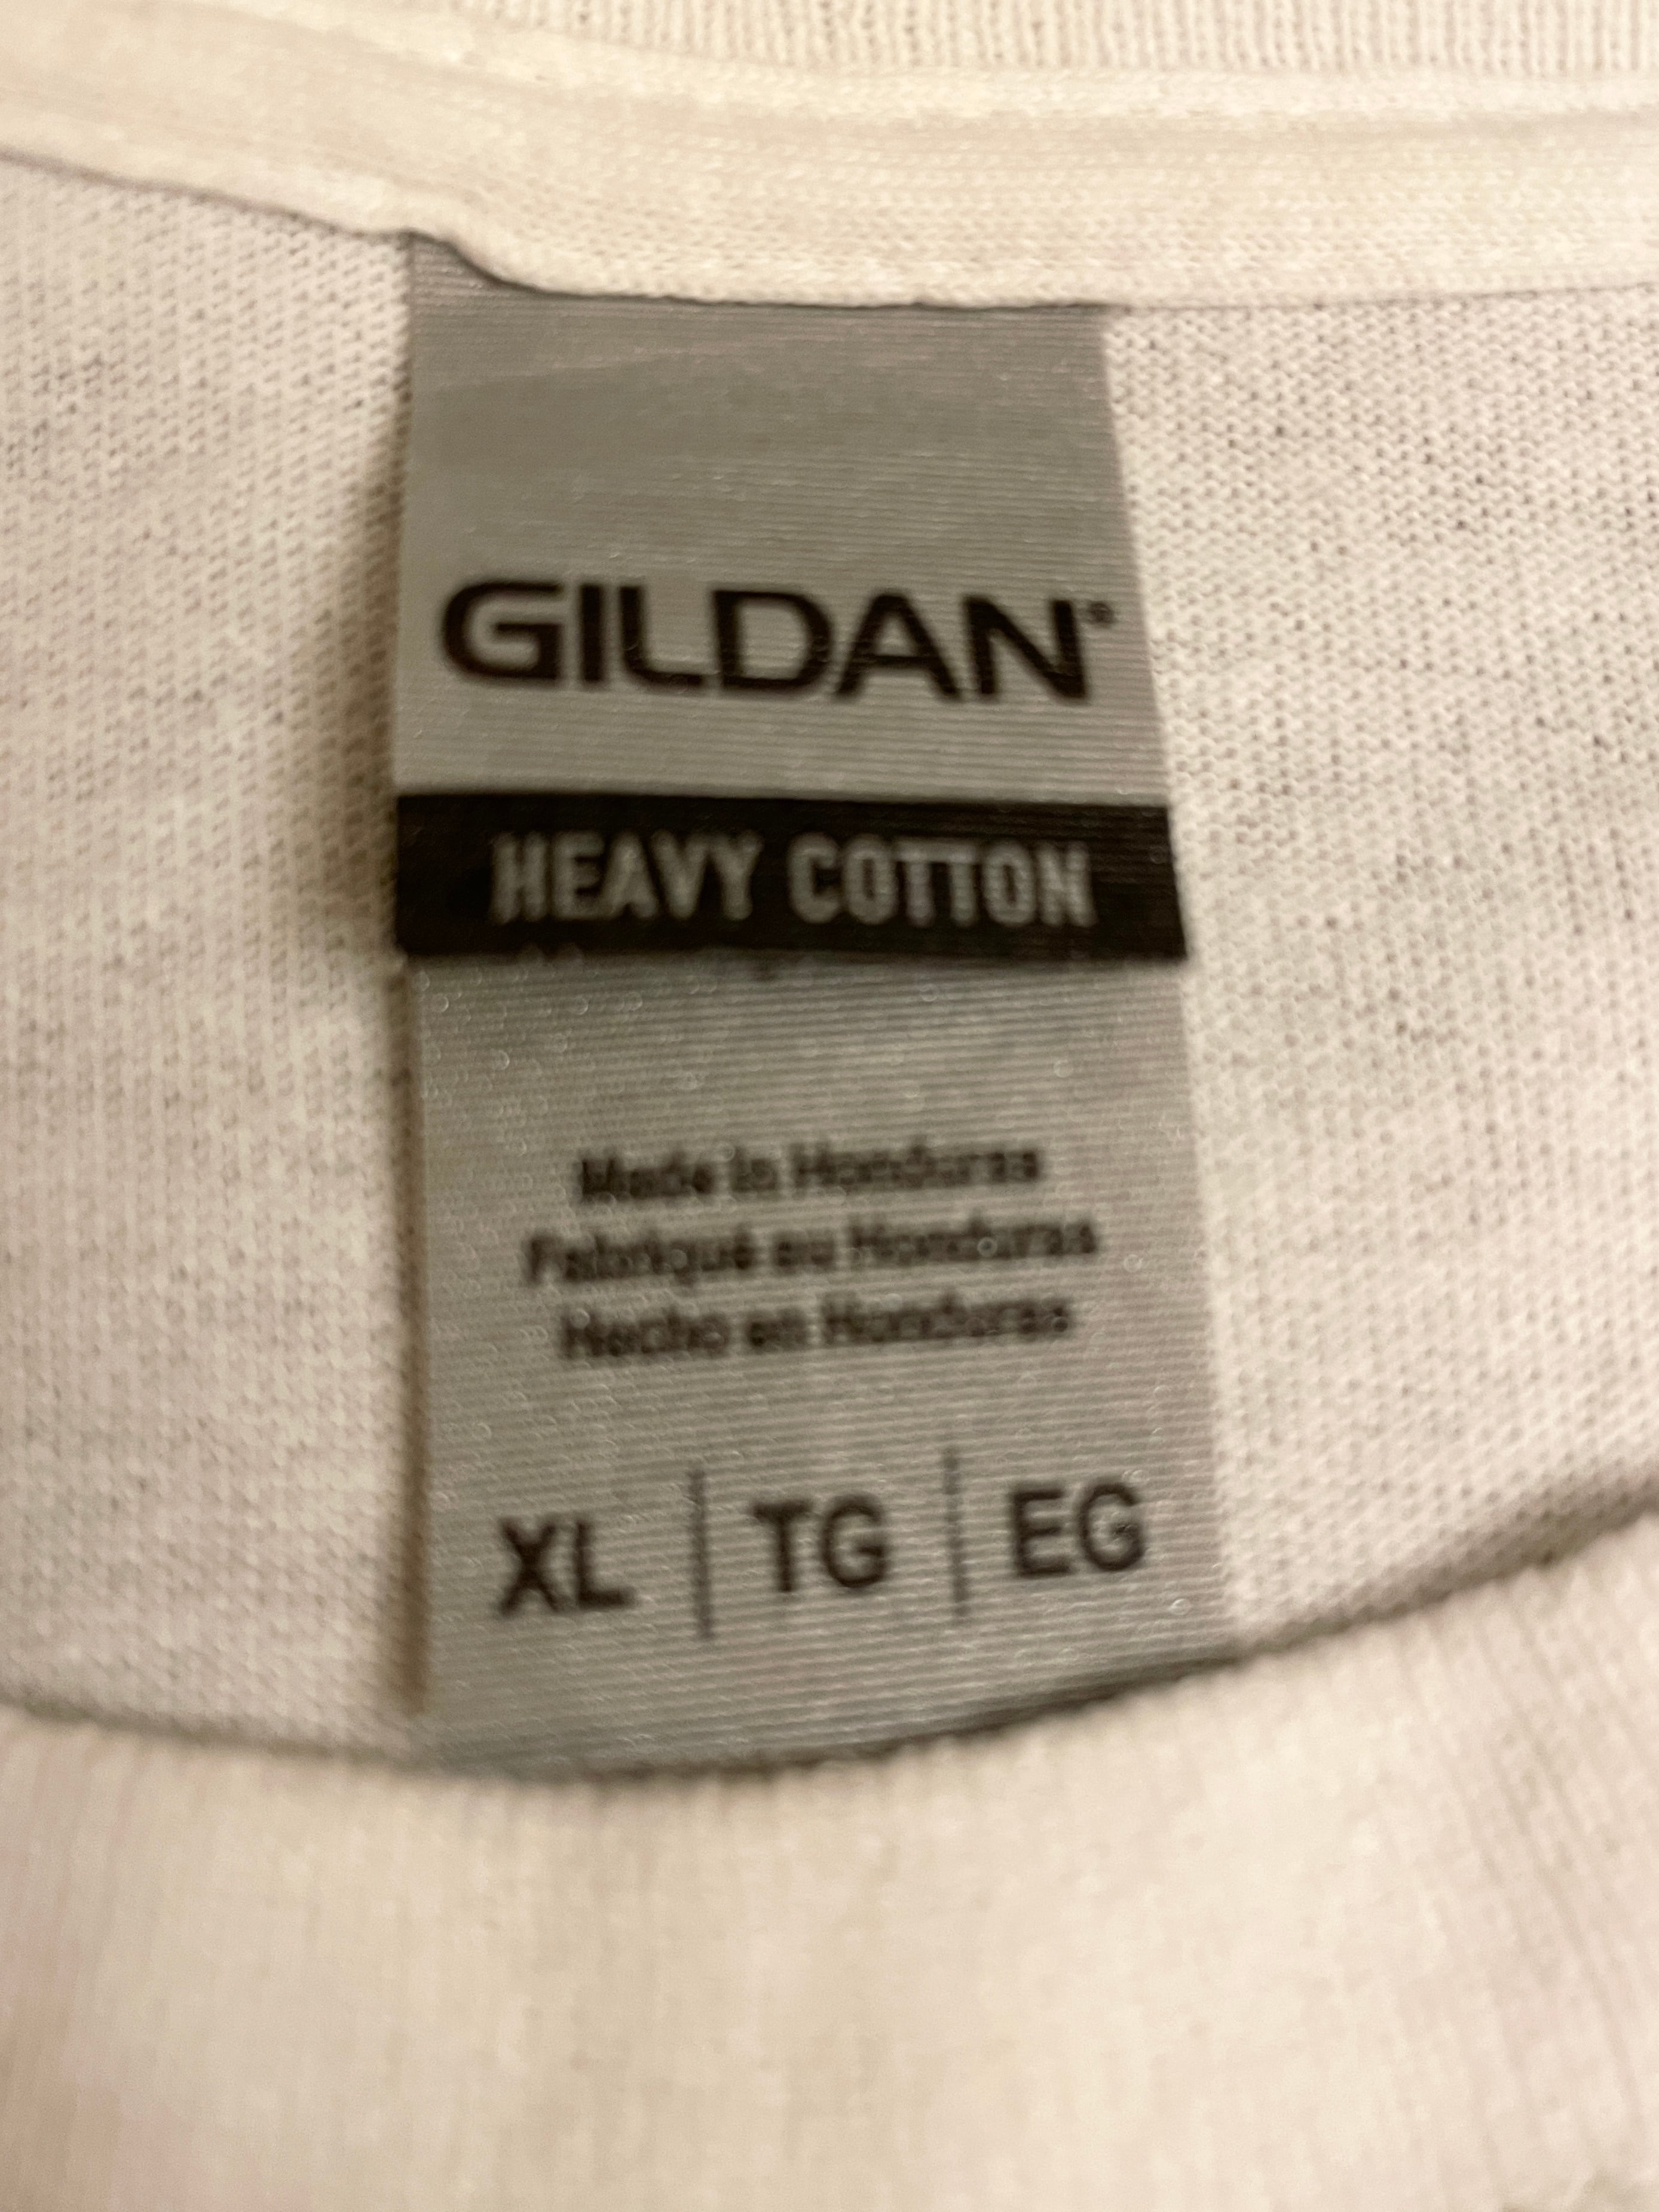 GILDAN®
HEAVY COTTON
Made in Honduras
Fabriqué au Honduras
Hecho en Honduras
XL | TG | EG